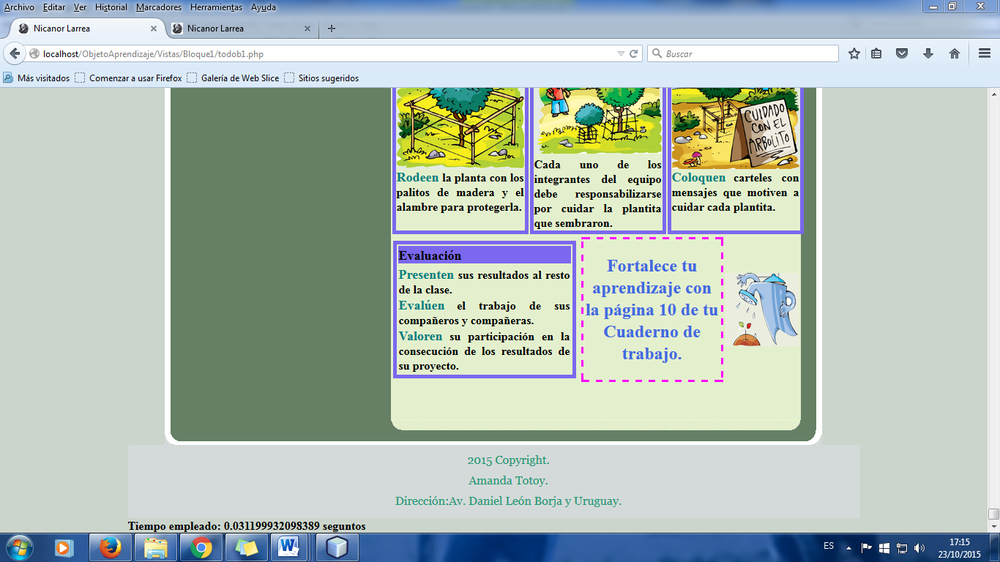 Archivo Editar Ver Historial Marcadores Herramientas Ayuda
Nicanor Larrea
Nicanor Larrea
localhost/ObjetoAprendizaje/Vistas/Bloque1/todob1.php
Buscar
Más visitados
Comenzar a usar Firefox
Galería de Web Slice
Sitios sugeridos
Rodeen la planta con los
palitos de madera y el
alambre para protegerla.
Cada uno de los
integrantes del equipo
debe responsabilizarse
por cuidar la plantita
que sembraron.
CUIDADO
CON EL
ARBOLITO
Coloquen carteles con
mensajes que motiven a
cuidar cada plantita.
Evaluación
Presenten sus resultados al resto
de la clase.
Evalúen el trabajo de sus
compañeros y compañeras.
Valoren su participación en la
consecución de los resultados de
su proyecto.
Fortalece tu
aprendizaje con
la página 10 de tu
Cuaderno de
trabajo.
2015 Copyright.
Amanda Totoy.
Dirección:Av. Daniel León Borja y Uruguay.
Tiempo empleado: 0.031199932098389 seguntos
ES
17:15
23/10/2015